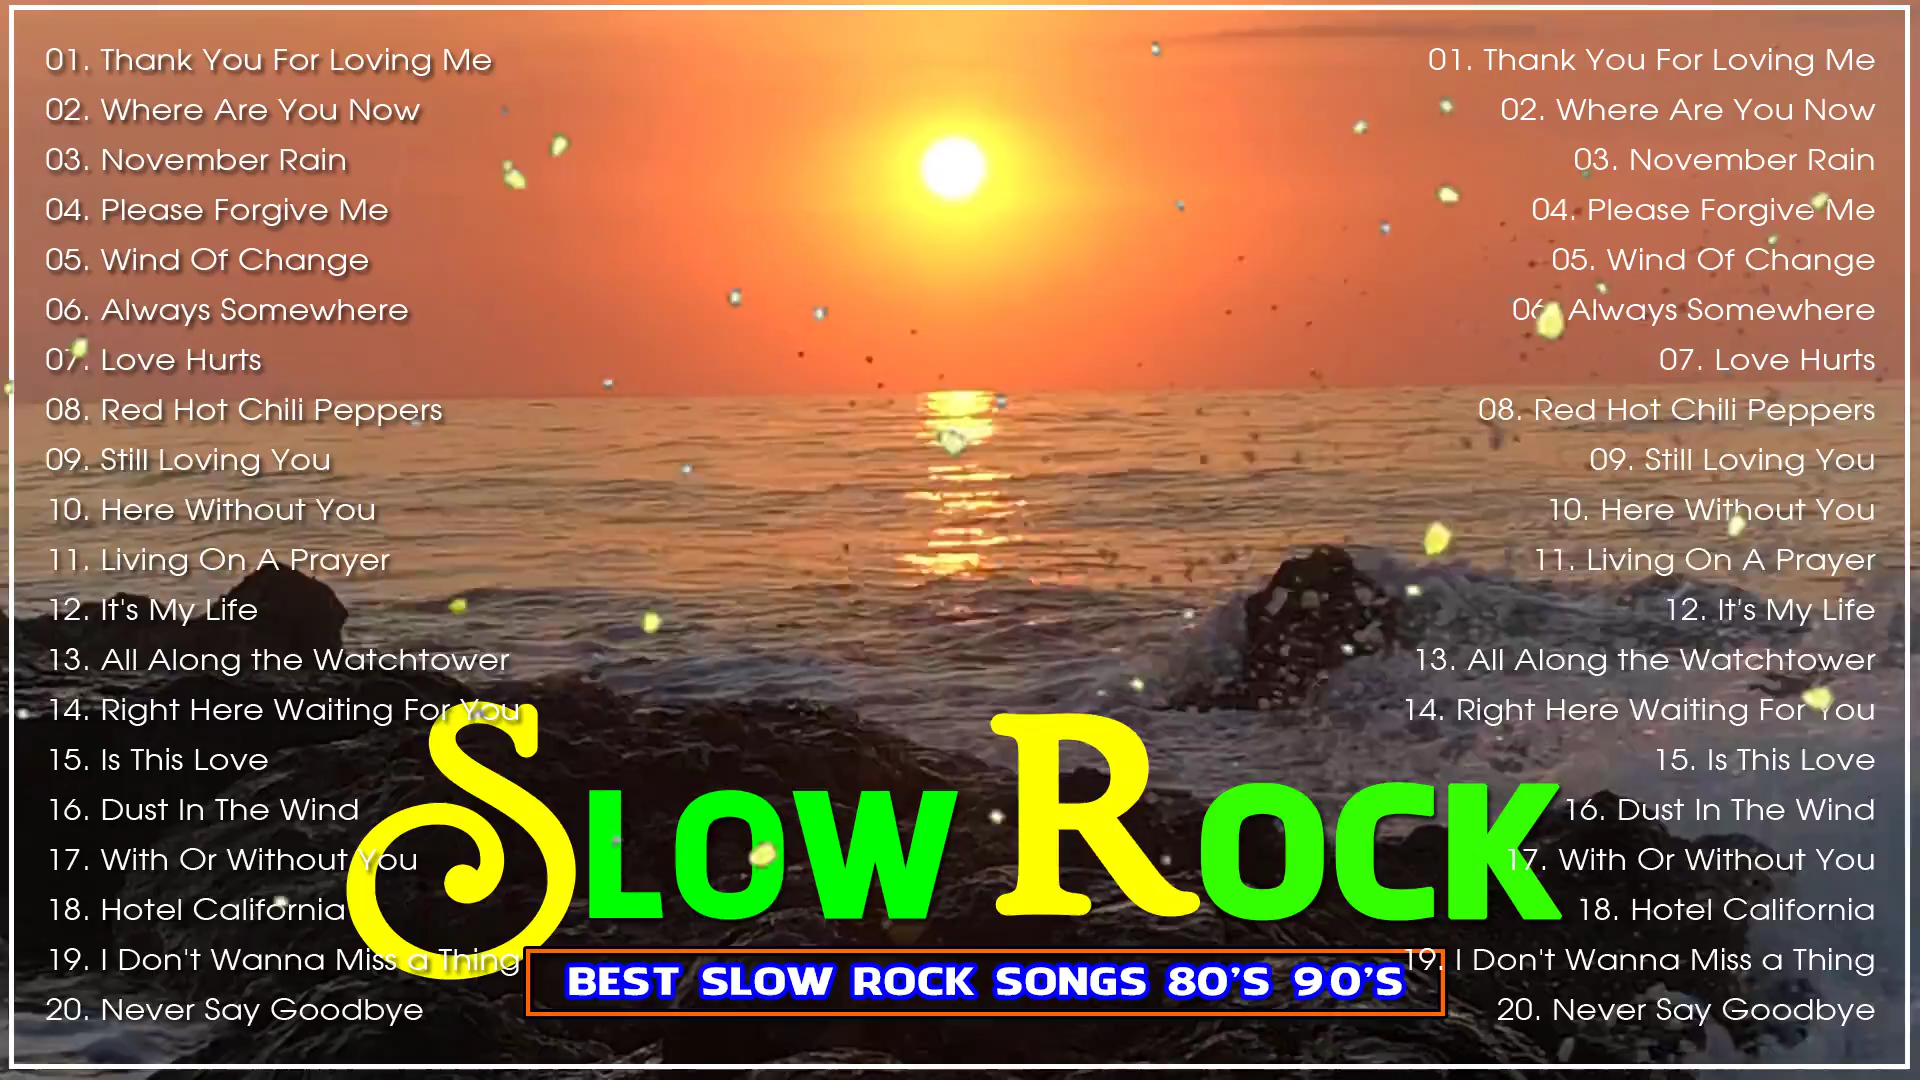 01. Thank You For Loving Me
02. Where Are You Now
03. November Rain
04. Please Forgive Me
05. Wind Of Change
06. Always Somewhere
07. Love Hurts
08. Red Hot Chili Peppers
09. Still Loving You
10. Here Without You
11. Living On A Prayer
12. It's My Life
13. All Along the Watchtower
14. Right Here Waiting For You
15. Is This Love
16. Dust In The Wind
17. With Or Without You
18. Hotel California
19. I Don't Wanna Miss a Thing
20. Never Say Goodbye
01. Thank You For Loving Me
02. Where Are You Now
03. November Rain
04. Please Forgive Me
05. Wind Of Change
06. Always Somewhere
07. Love Hurts
08. Red Hot Chili Peppers
09. Still Loving You
10. Here Without You
11. Living On A Prayer
12. It's My Life
13. All Along the Watchtower
14. Right Here Waiting For You
15. Is This Love
16. Dust In The Wind
17. With Or Without You
18. Hotel California
19. I Don't Wanna Miss a Thing
20. Never Say Goodbye
SLOW ROCK
BEST SLOW ROCK SONGS 80'S 90'S